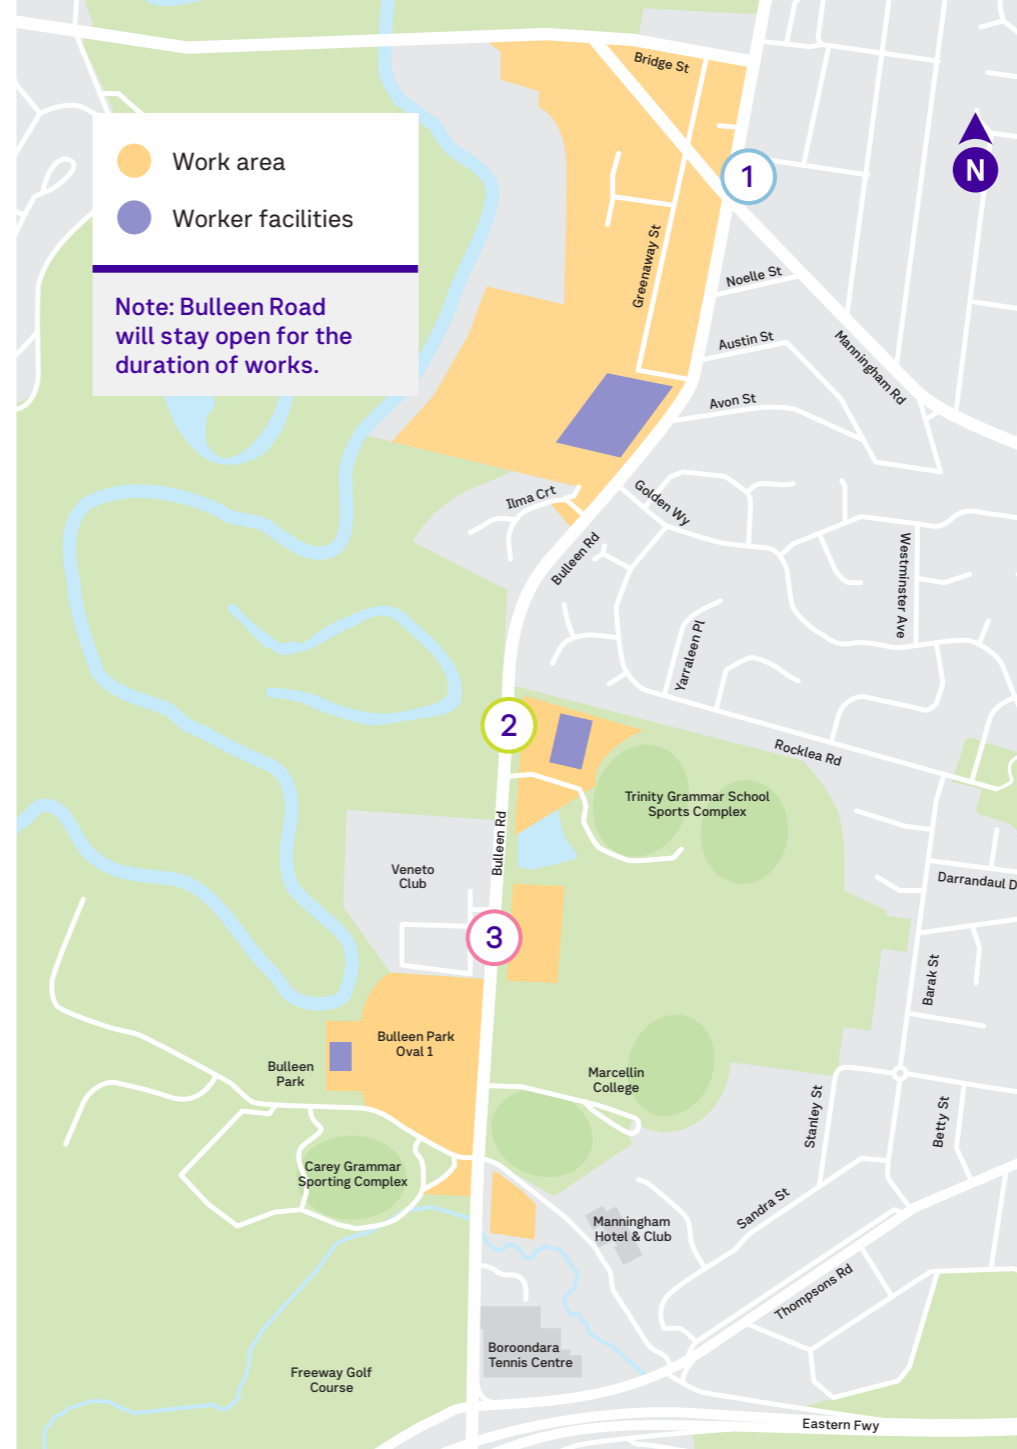 Bridge St
N
Work area
Worker facilities
Note: Bulleen Road
will stay open for the
duration of works.
1
Greenaway St
Noelle St
Austin St
Manningham Rd
Avon St
Ilma Crt
Golden Wy
Bulleen Rd
Westminster Ave
Yarraleen Pl
2
Rocklea Rd
Trinity Grammar School
Sports Complex
Bulleen Rd
Veneto
Club
Darrandaul D
3
Barak St
Bulleen Park
Oval 1
Bulleen
Park
Marcellin
College
Stanley St
Betty St
Carey Grammar
Sporting Complex
Sandra St
Manningham
Hotel & Club
Thompsons Rd
Boroondara
Tennis Centre
Freeway Golf
Course
Eastern Fwy